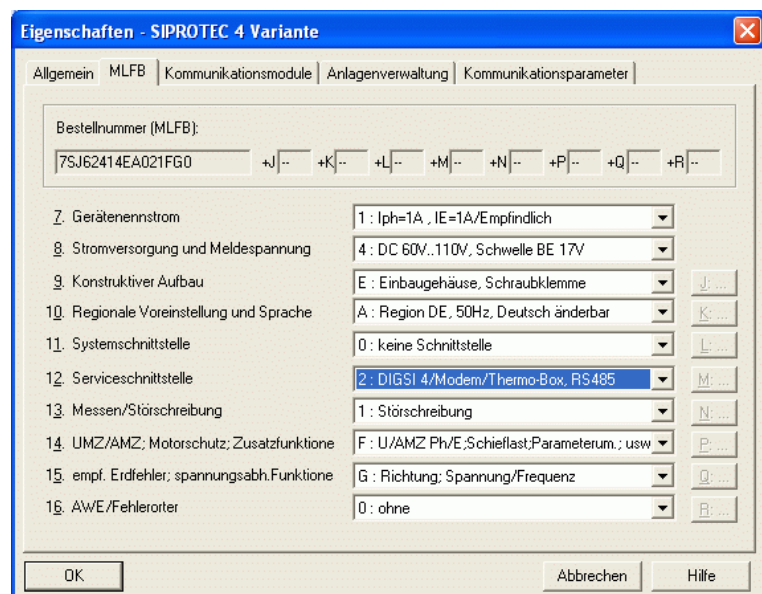 Eigenschaften - SIPROTEC 4 Variante
Allgemein MLFB Kommunikationsmodule Anlagenverwaltung Kommunikationsparameter
Bestellnummer (MLFB):
7SJ62414EA021FG0 +J -- +K -- +L -- +M -- +N -- +P -- +Q -- +R --
7. Gerätenennstrom 1 : Iph=1A , IE=1A/Empfindlich
8. Stromversorgung und Meldespannung 4 : DC 60V..110V, Schwelle BE 17V
9. Konstruktiver Aufbau E : Einbaugehäuse, Schraubklemme J: ...
10. Regionale Voreinstellung und Sprache A : Region DE, 50Hz, Deutsch änderbar K: ...
11. Systemschnittstelle 0 : keine Schnittstelle L: ...
12. Serviceschnittstelle 2 : DIGSI 4/Modem/Thermo-Box, RS485 M: ...
13. Messen/Störschreibung 1 : Störschreibung N: ...
14. UMZ/AMZ; Motorschutz; Zusatzfunktione F : U/AMZ Ph/E;Schieflast;Parameterum.; usw P: ...
15. empf. Erdfehler; spannungsabh.Funktione G : Richtung; Spannung/Frequenz Q: ...
16. AWE/Fehlerorter 0 : ohne R: ...
OK Abbrechen Hilfe